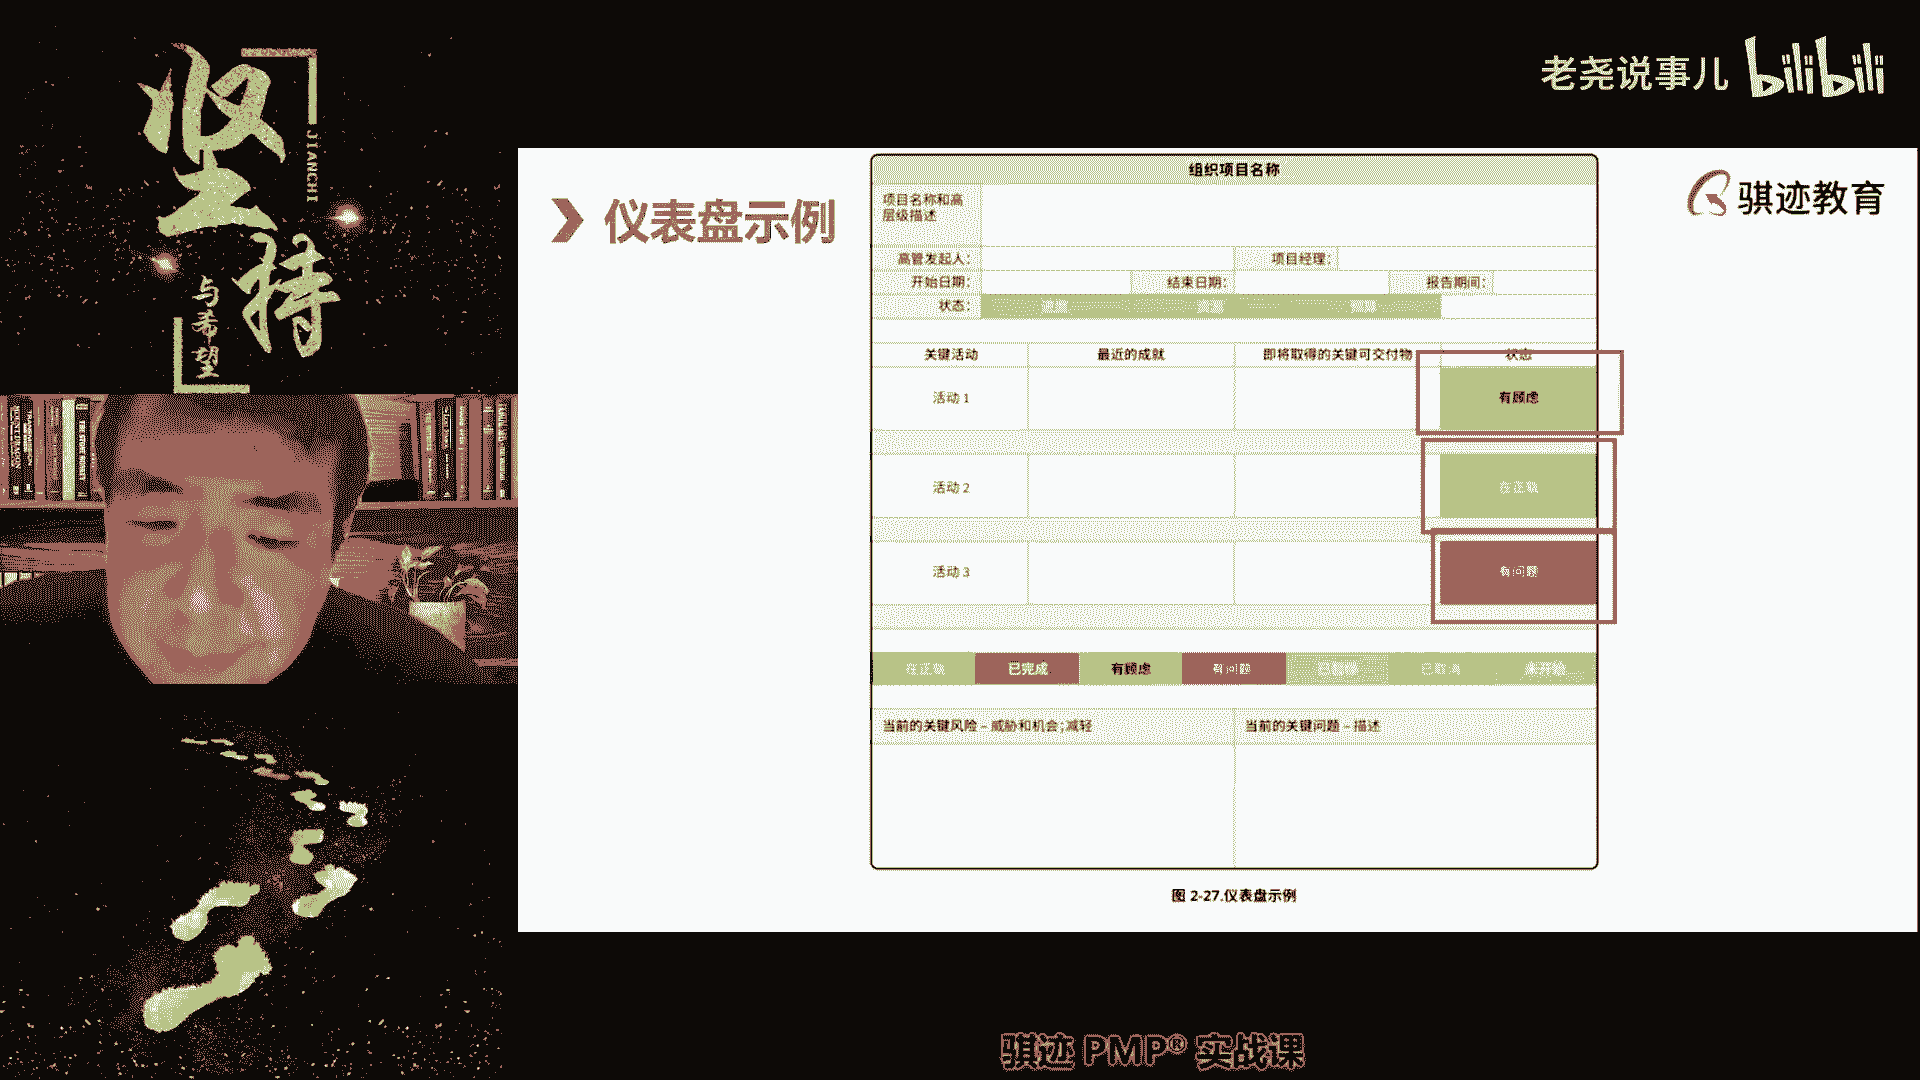 坚持
JIANCHI
与希望
老尧说事儿 bilibili
仪表盘示例
骐迹教育
组织项目名称
项目名称和高
层级描述
高管发起人:
项目经理:
开始日期:
结束日期:
报告期间:
状态:
关键活动
最近的成就
即将取得的关键可交付物
状态
活动 1
有顾虑
活动 2
在正轨
活动 3
有问题
在正轨
已完成
有顾虑
有问题
已暂停
已取消
未开始
当前的关键风险 – 威胁和机会;减轻
当前的关键问题 – 描述
图 2-27.仪表盘示例
骐迹 PMP® 实战课